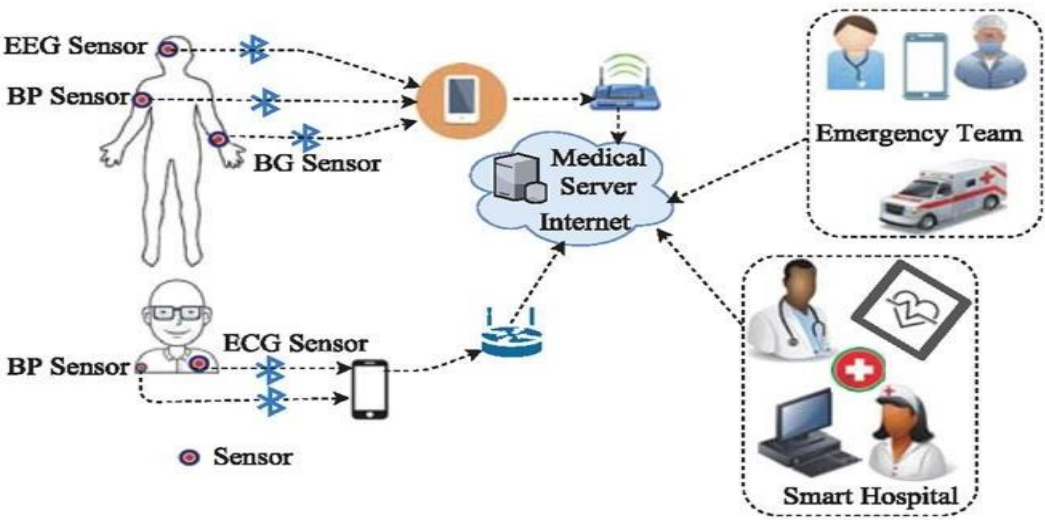 EEG Sensor
BP Sensor
BG Sensor
Medical
Server
Internet
Emergency Team
ECG Sensor
BP Sensor
Sensor
Smart Hospital